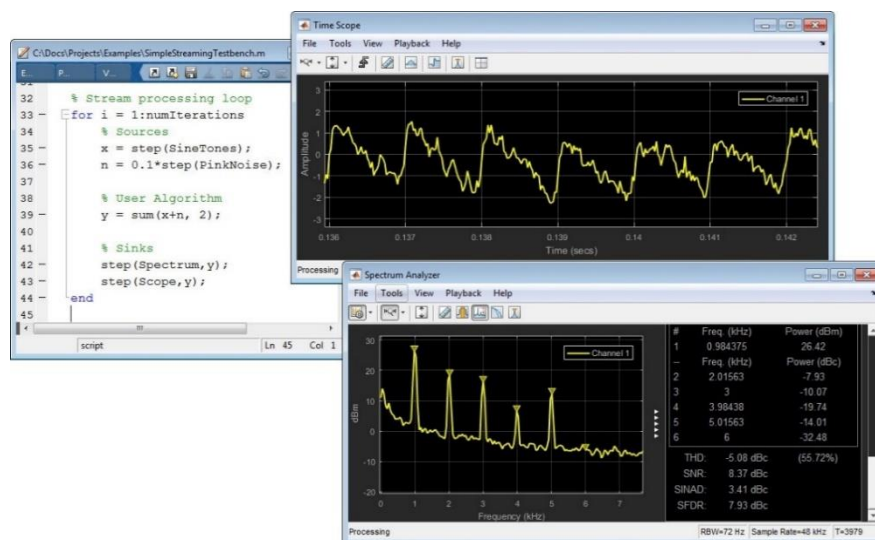 C:\Docs\Projects\Examples\SimpleStreamingTestbench.m
E...
P...
V...
32 % Stream processing loop
33 – for i = 1:numIterations
34 % Sources
35 – x = step(SineTones);
36 – n = 0.1*step(PinkNoise);
37
38 % User Algorithm
39 – y = sum(x+n, 2);
40
41 % Sinks
42 – step(Spectrum,y);
43 – step(Scope,y);
44 – end
45
script
Ln 45 Col 1
Time Scope
File Tools View Playback Help
Channel 1
3
2
1
0
-1
-2
-3
Amplitude
0.136 0.137 0.138 0.139 0.14 0.141 0.142
Time (secs)
Processing
Spectrum Analyzer
File Tools View Playback Help
Channel 1
30
20
10
0
-10
-20
dBm
0 1 2 3 4 5 6 7
Frequency (kHz)
# Freq. (kHz) Power (dBm)
1 0.984375 26.42
-- Freq. (kHz) Power (dBc)
2 2.01563 -7.93
3 3 -10.07
4 3.98438 -19.74
5 5.01563 -14.01
6 6 -32.48
THD: -5.08 dBc (55.72%)
SNR: 8.37 dBc
SINAD: 3.41 dBc
SFDR: 7.93 dBc
Processing
RBW=72 Hz Sample Rate=48 kHz T=3979